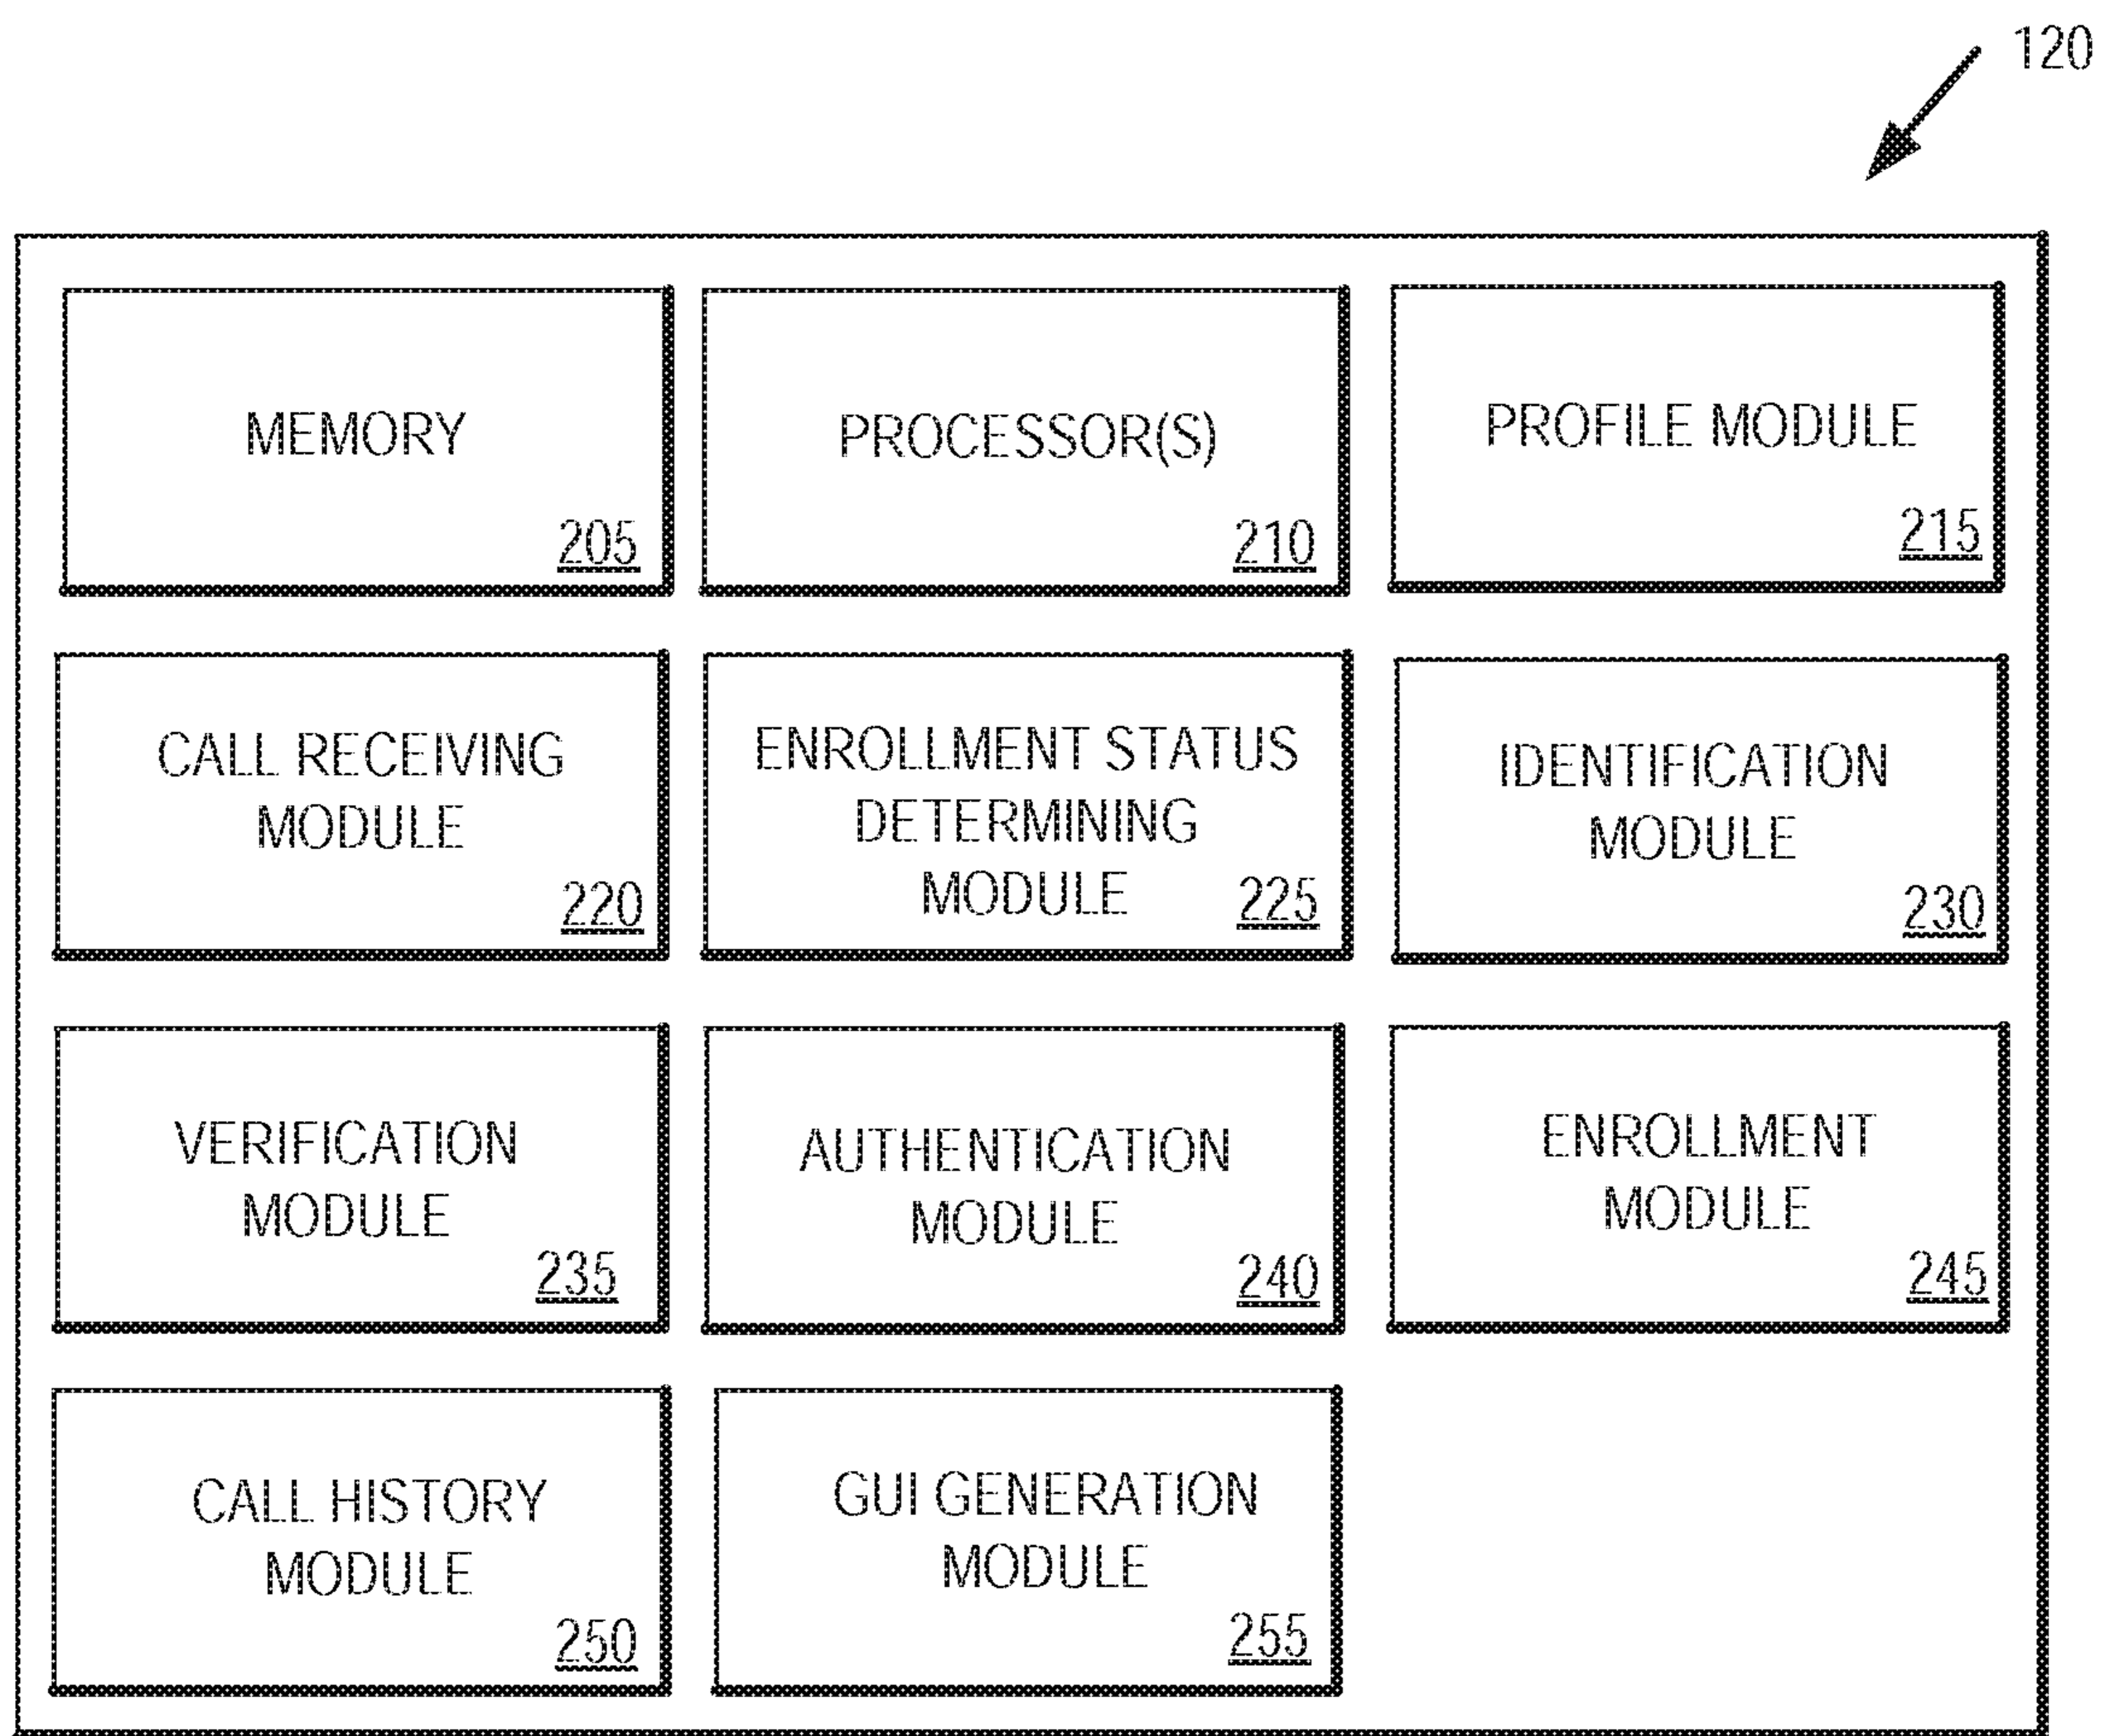 120
MEMORY
205
PROCESSOR(S)
210
PROFILE MODULE
215
CALL RECEIVING
MODULE
220
ENROLLMENT STATUS
DETERMINING
MODULE
225
IDENTIFICATION
MODULE
230
VERIFICATION
MODULE
235
AUTHENTICATION
MODULE
240
ENROLLMENT
MODULE
245
CALL HISTORY
MODULE
250
GUI GENERATION
MODULE
255